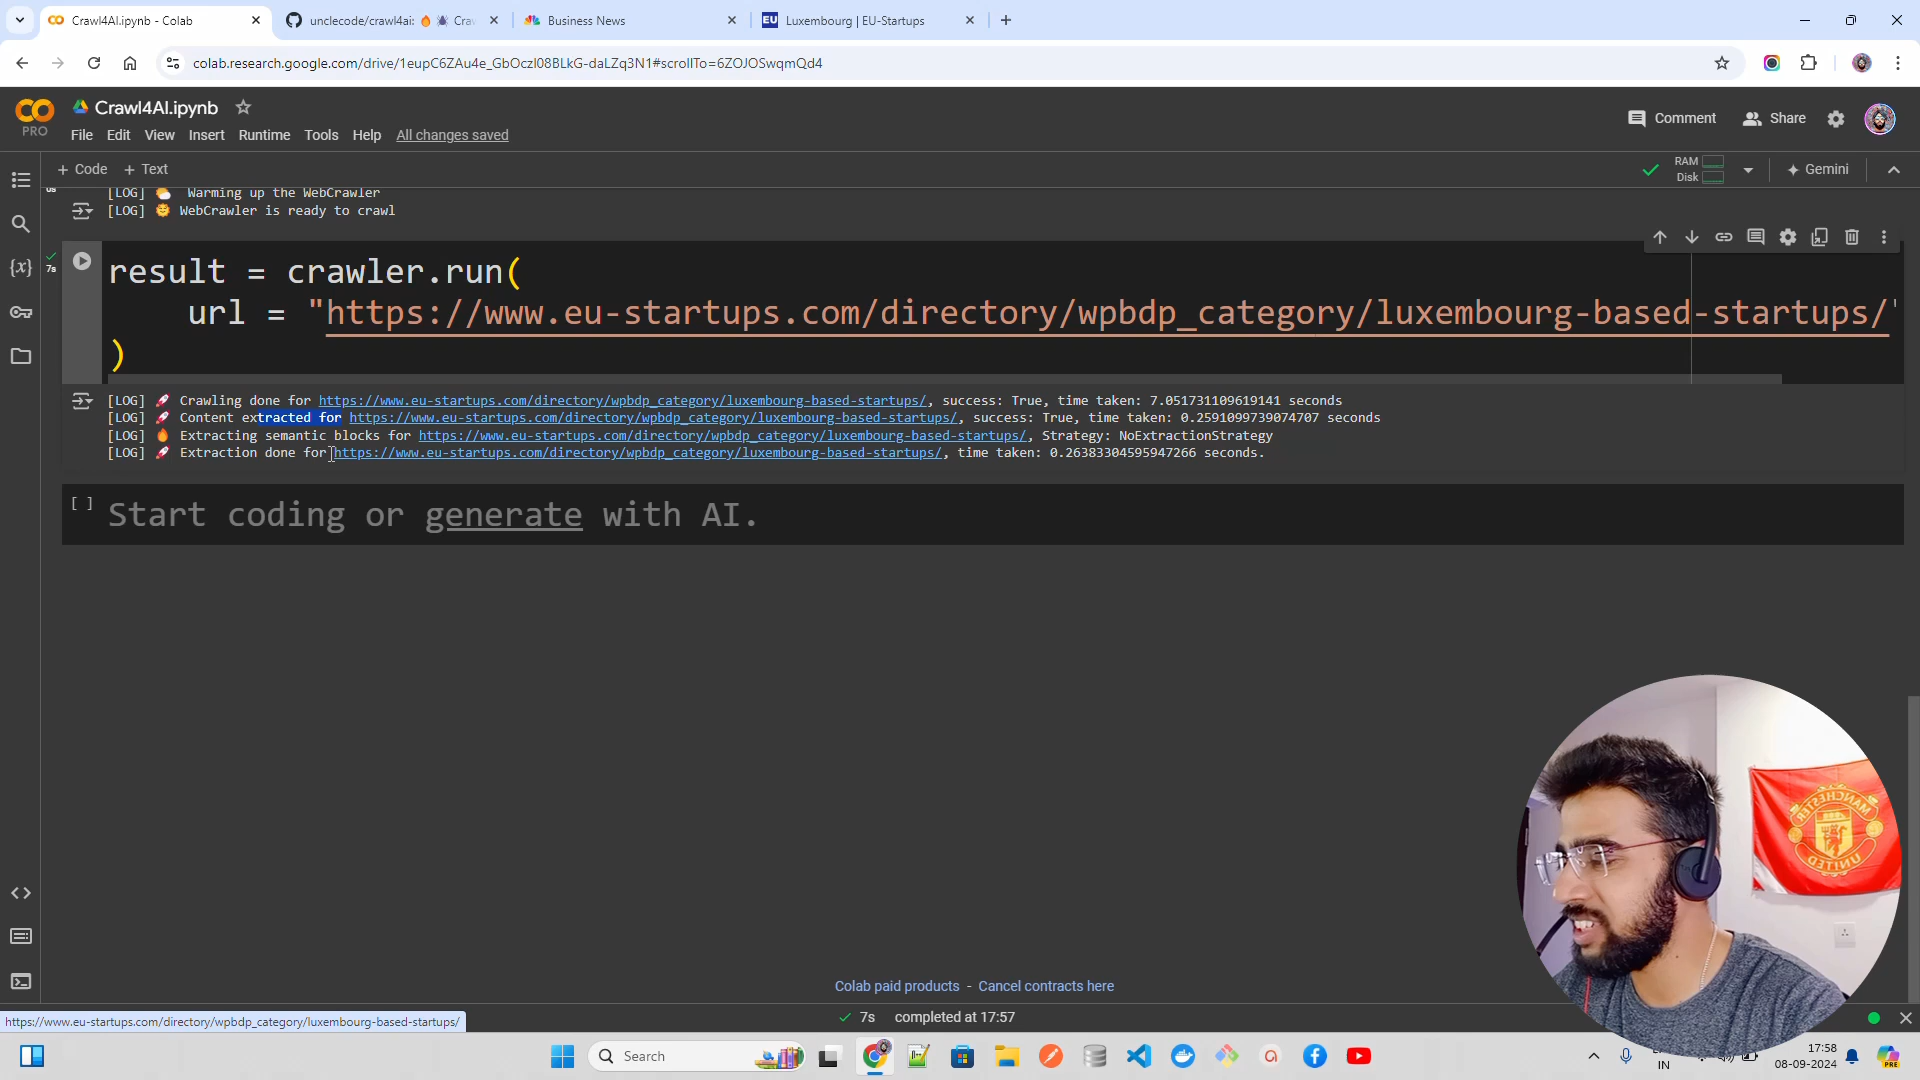 Crawl4AI.ipynb - Colab
unclecode/crawl4ai: 🔥🕷️ Craw
Business News
EU Luxembourg | EU-Startups
colab.research.google.com/drive/1eupC6ZAu4e_GbOczl08BLkG-daLZq3N1#scrollTo=6ZOJOSwqmQd4
Crawl4AI.ipynb
PRO
Comment
Share
File Edit View Insert Runtime Tools Help All changes saved
+ Code + Text
RAM
Disk
Gemini
[LOG] 🌤️ Warming up the WebCrawler
[LOG] 🌞 WebCrawler is ready to crawl
7s
result = crawler.run(
url = "https://www.eu-startups.com/directory/wpbdp_category/luxembourg-based-startups/"
)
[LOG] 🚀 Crawling done for https://www.eu-startups.com/directory/wpbdp_category/luxembourg-based-startups/, success: True, time taken: 7.051731109619141 seconds
[LOG] 🚀 Content extracted for https://www.eu-startups.com/directory/wpbdp_category/luxembourg-based-startups/, success: True, time taken: 0.2591099739074707 seconds
[LOG] 🔥 Extracting semantic blocks for https://www.eu-startups.com/directory/wpbdp_category/luxembourg-based-startups/, Strategy: NoExtractionStrategy
[LOG] 🚀 Extraction done for https://www.eu-startups.com/directory/wpbdp_category/luxembourg-based-startups/, time taken: 0.26383304595947266 seconds.
[ ] Start coding or generate with AI.
MANCHESTER
UNITED
Colab paid products - Cancel contracts here
https://www.eu-startups.com/directory/wpbdp_category/luxembourg-based-startups/
7s completed at 17:57
Search
IN
17:58
08-09-2024
PRE